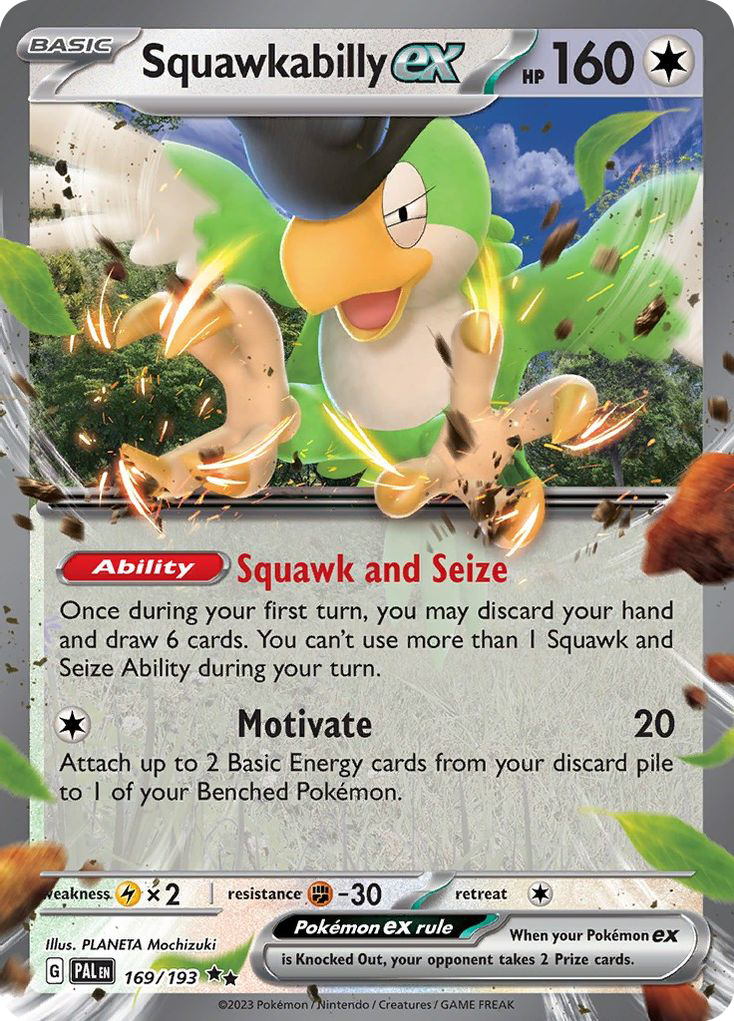 BASIC
Squawkabilly ex HP 160
Ability Squawk and Seize
Once during your first turn, you may discard your hand
and draw 6 cards. You can't use more than 1 Squawk and
Seize Ability during your turn.
Motivate 20
Attach up to 2 Basic Energy cards from your discard pile
to 1 of your Benched Pokémon.
weakness ×2 resistance -30 retreat
Pokémon ex rule
When your Pokémon ex
is Knocked Out, your opponent takes 2 Prize cards.
Illus. PLANETA Mochizuki
G PAL EN 169/193
©2023 Pokémon / Nintendo / Creatures / GAME FREAK